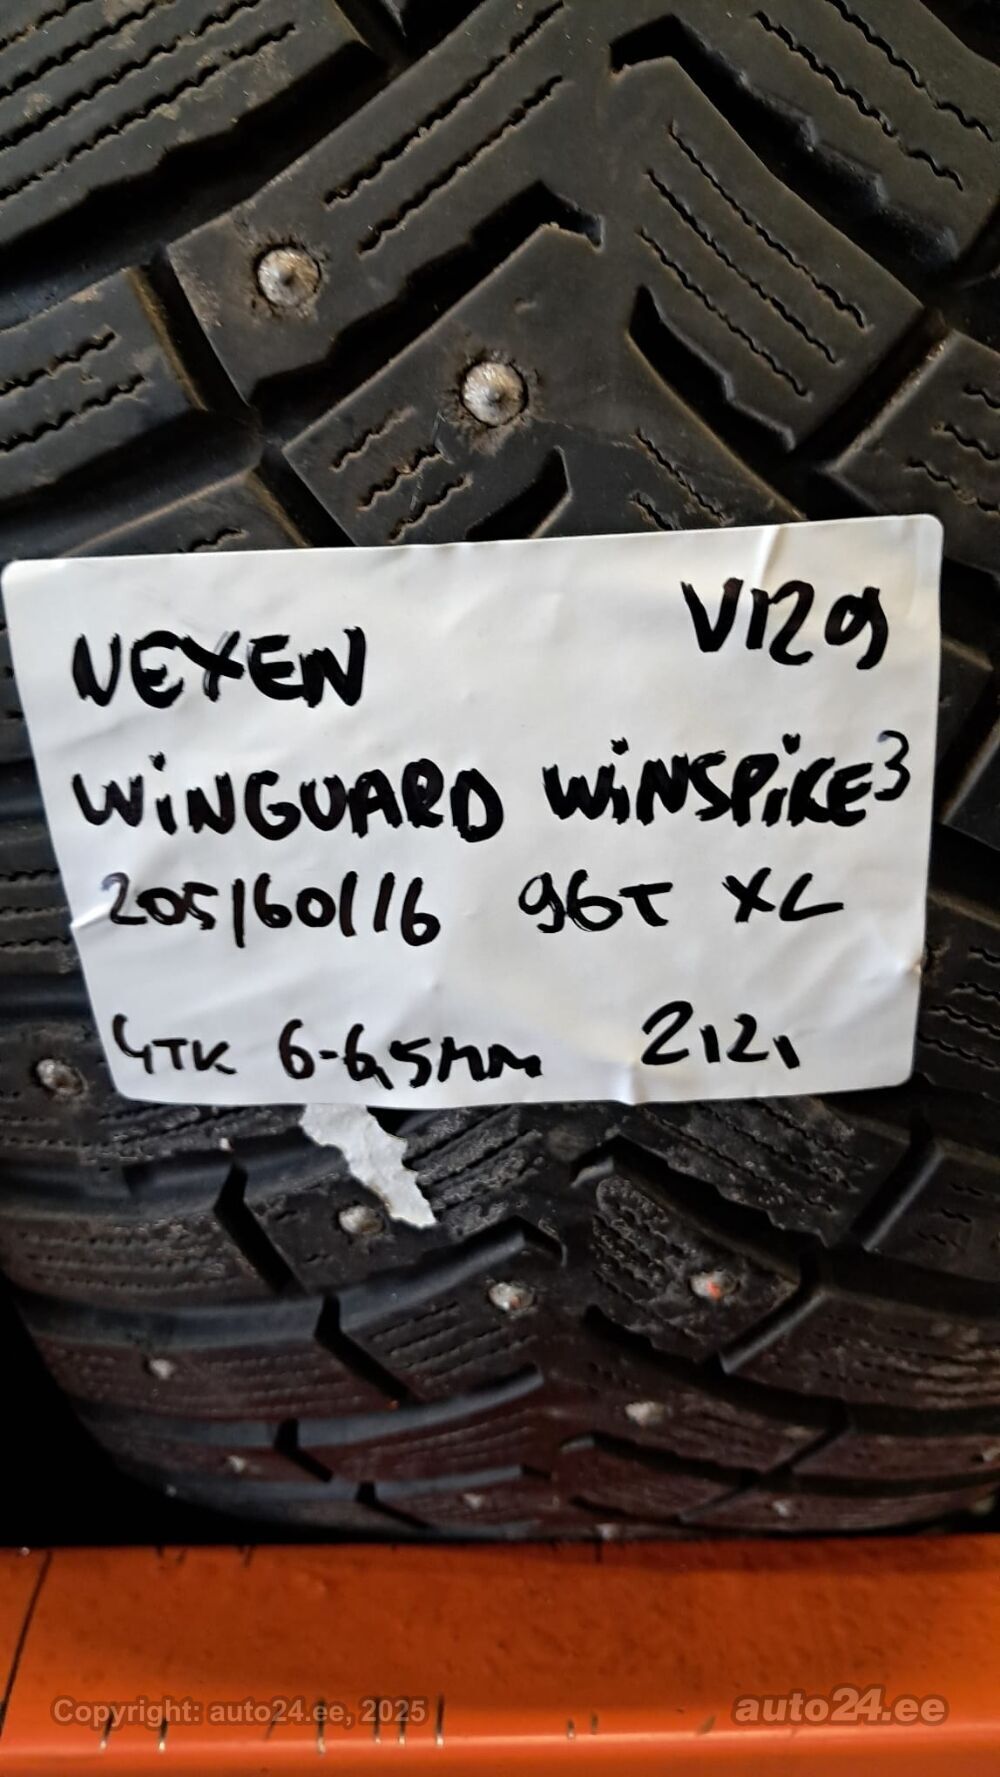 NEXEN V129
WiNGUARD WiNSPiKE3
205/60/16 96T XL
4TK 6-6,5MM
Copyright: auto24.ee, 2025 auto24.ee